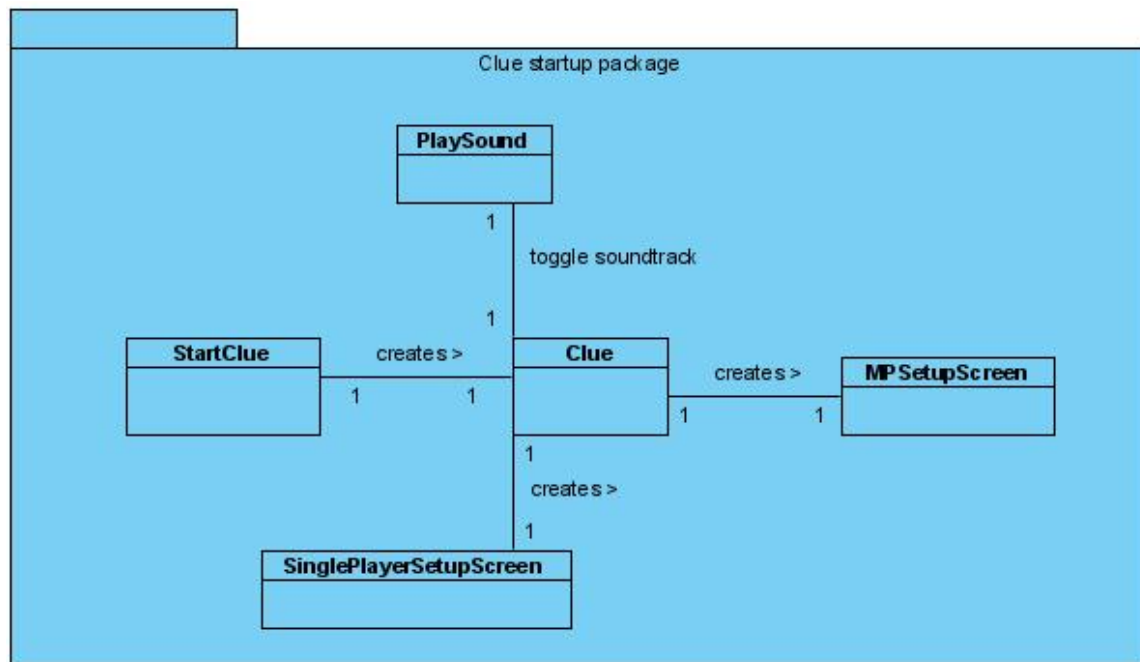 Clue startup package
PlaySound
1
toggle soundtrack
1
StartClue
creates >
Clue
creates >
MPSetupScreen
1
1
1
1
1
creates >
1
SinglePlayerSetupScreen